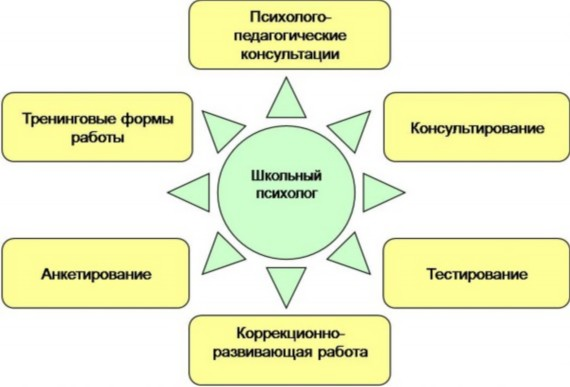 Психолого-
педагогические
консультации
Тренинговые формы
работы
Консультирование
Школьный
психолог
Анкетирование
Тестирование
Коррекционно-
развивающая работа